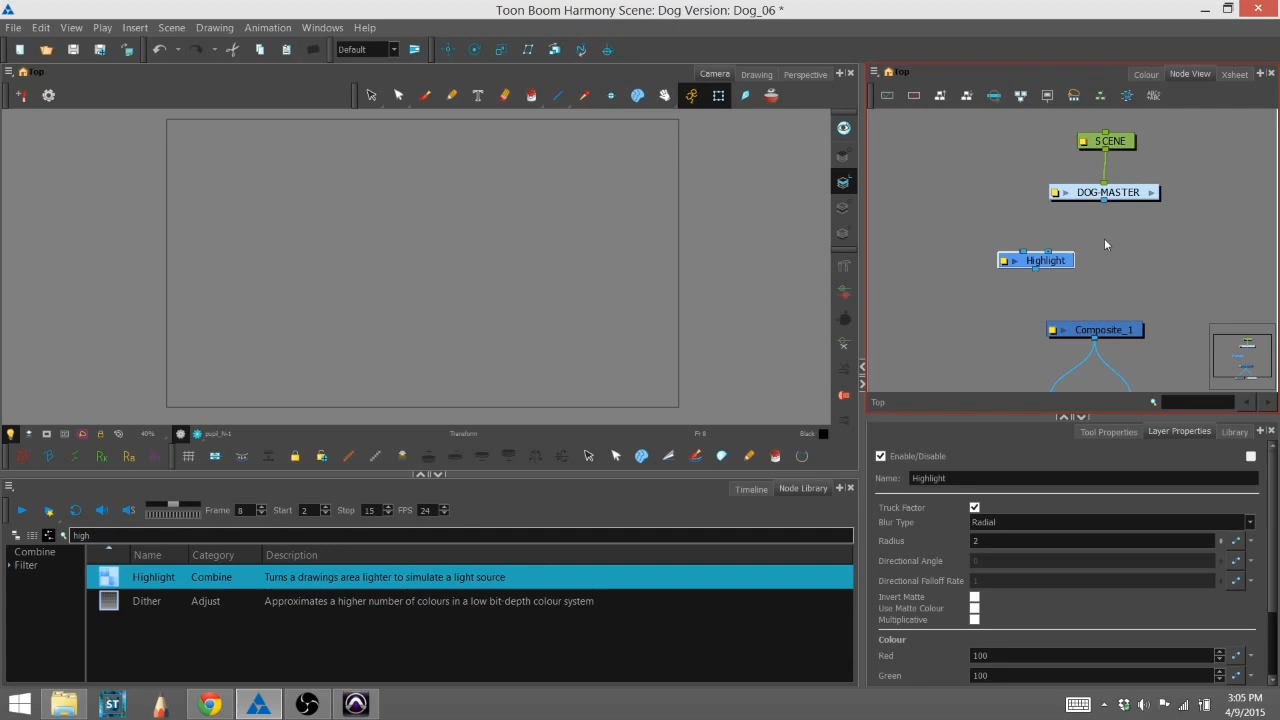 Toon Boom Harmony Scene: Dog Version: Dog_06 *
File Edit View Play Insert Scene Drawing Animation Windows Help
Default
Top
Camera Drawing Perspective
Top
Colour Node View Xsheet
SCENE
DOG-MASTER
Highlight
Composite_1
Top
40% pupil_N-1 Transform Fr 8 Black
Tool Properties Layer Properties Library
Enable/Disable
Name: Highlight
Truck Factor
Blur Type Radial
Radius 2
Directional Angle 0
Directional Falloff Rate 1
Invert Matte
Use Matte Colour
Multiplicative
Colour
Red 100
Green 100
Timeline Node Library
Frame 8 Start 2 Stop 15 FPS 24
high
Combine
Filter
Name Category Description
Highlight Combine Turns a drawings area lighter to simulate a light source
Dither Adjust Approximates a higher number of colours in a low bit-depth colour system
ST
3:05 PM
4/9/2015